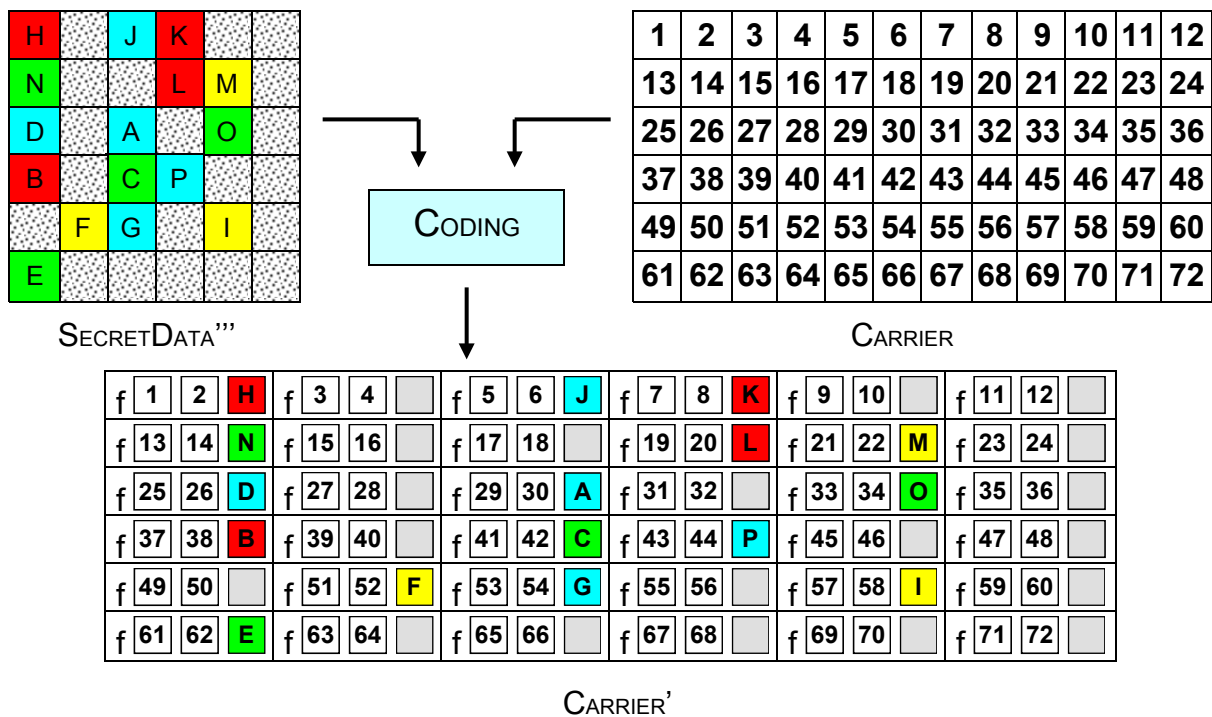 H J K
N L M
D A O
B C P
F G I
E
SECRETDATA'''
1 2 3 4 5 6 7 8 9 10 11 12
13 14 15 16 17 18 19 20 21 22 23 24
25 26 27 28 29 30 31 32 33 34 35 36
37 38 39 40 41 42 43 44 45 46 47 48
49 50 51 52 53 54 55 56 57 58 59 60
61 62 63 64 65 66 67 68 69 70 71 72
CARRIER
CODING
f 1 2 H f 3 4 f 5 6 J f 7 8 K f 9 10 f 11 12
f 13 14 N f 15 16 f 17 18 f 19 20 L f 21 22 M f 23 24
f 25 26 D f 27 28 f 29 30 A f 31 32 f 33 34 O f 35 36
f 37 38 B f 39 40 f 41 42 C f 43 44 P f 45 46 f 47 48
f 49 50 f 51 52 F f 53 54 G f 55 56 f 57 58 I f 59 60
f 61 62 E f 63 64 f 65 66 f 67 68 f 69 70 f 71 72
CARRIER'